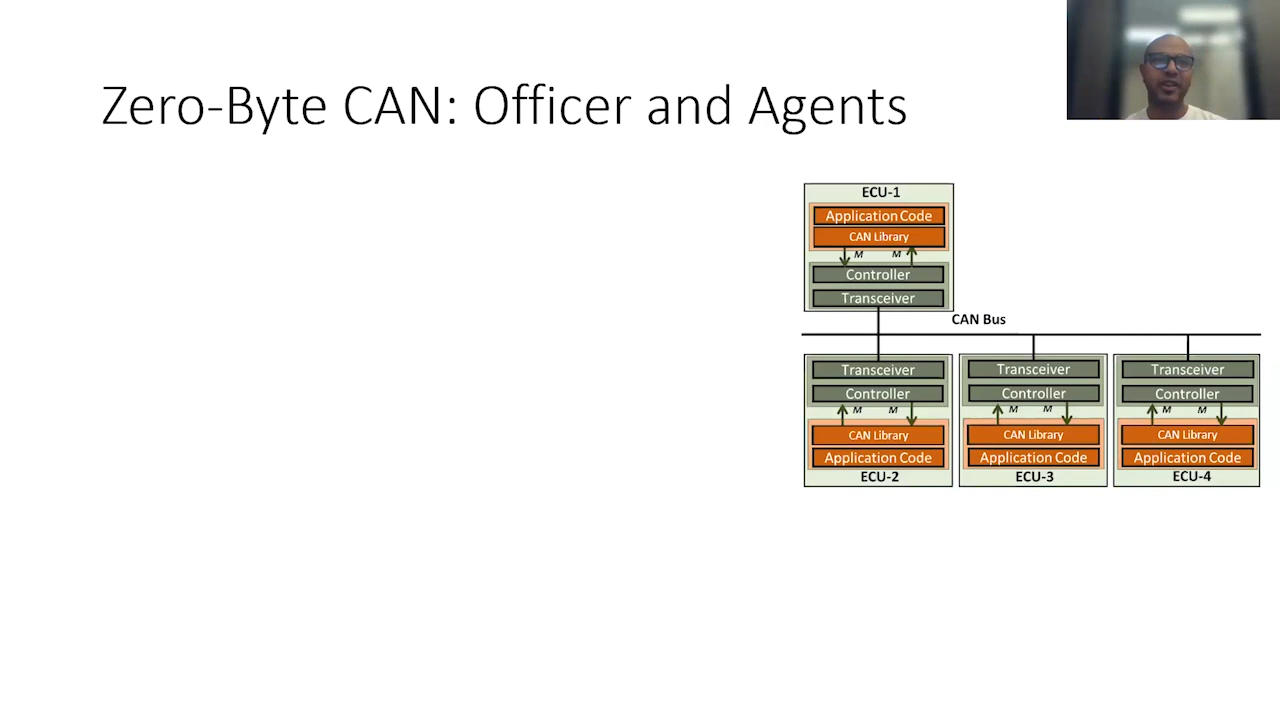 Zero-Byte CAN: Officer and Agents
ECU-1
Application Code
CAN Library
M M
Controller
Transceiver
CAN Bus
Transceiver Transceiver Transceiver
Controller Controller Controller
M M M M M M
CAN Library CAN Library CAN Library
Application Code Application Code Application Code
ECU-2 ECU-3 ECU-4